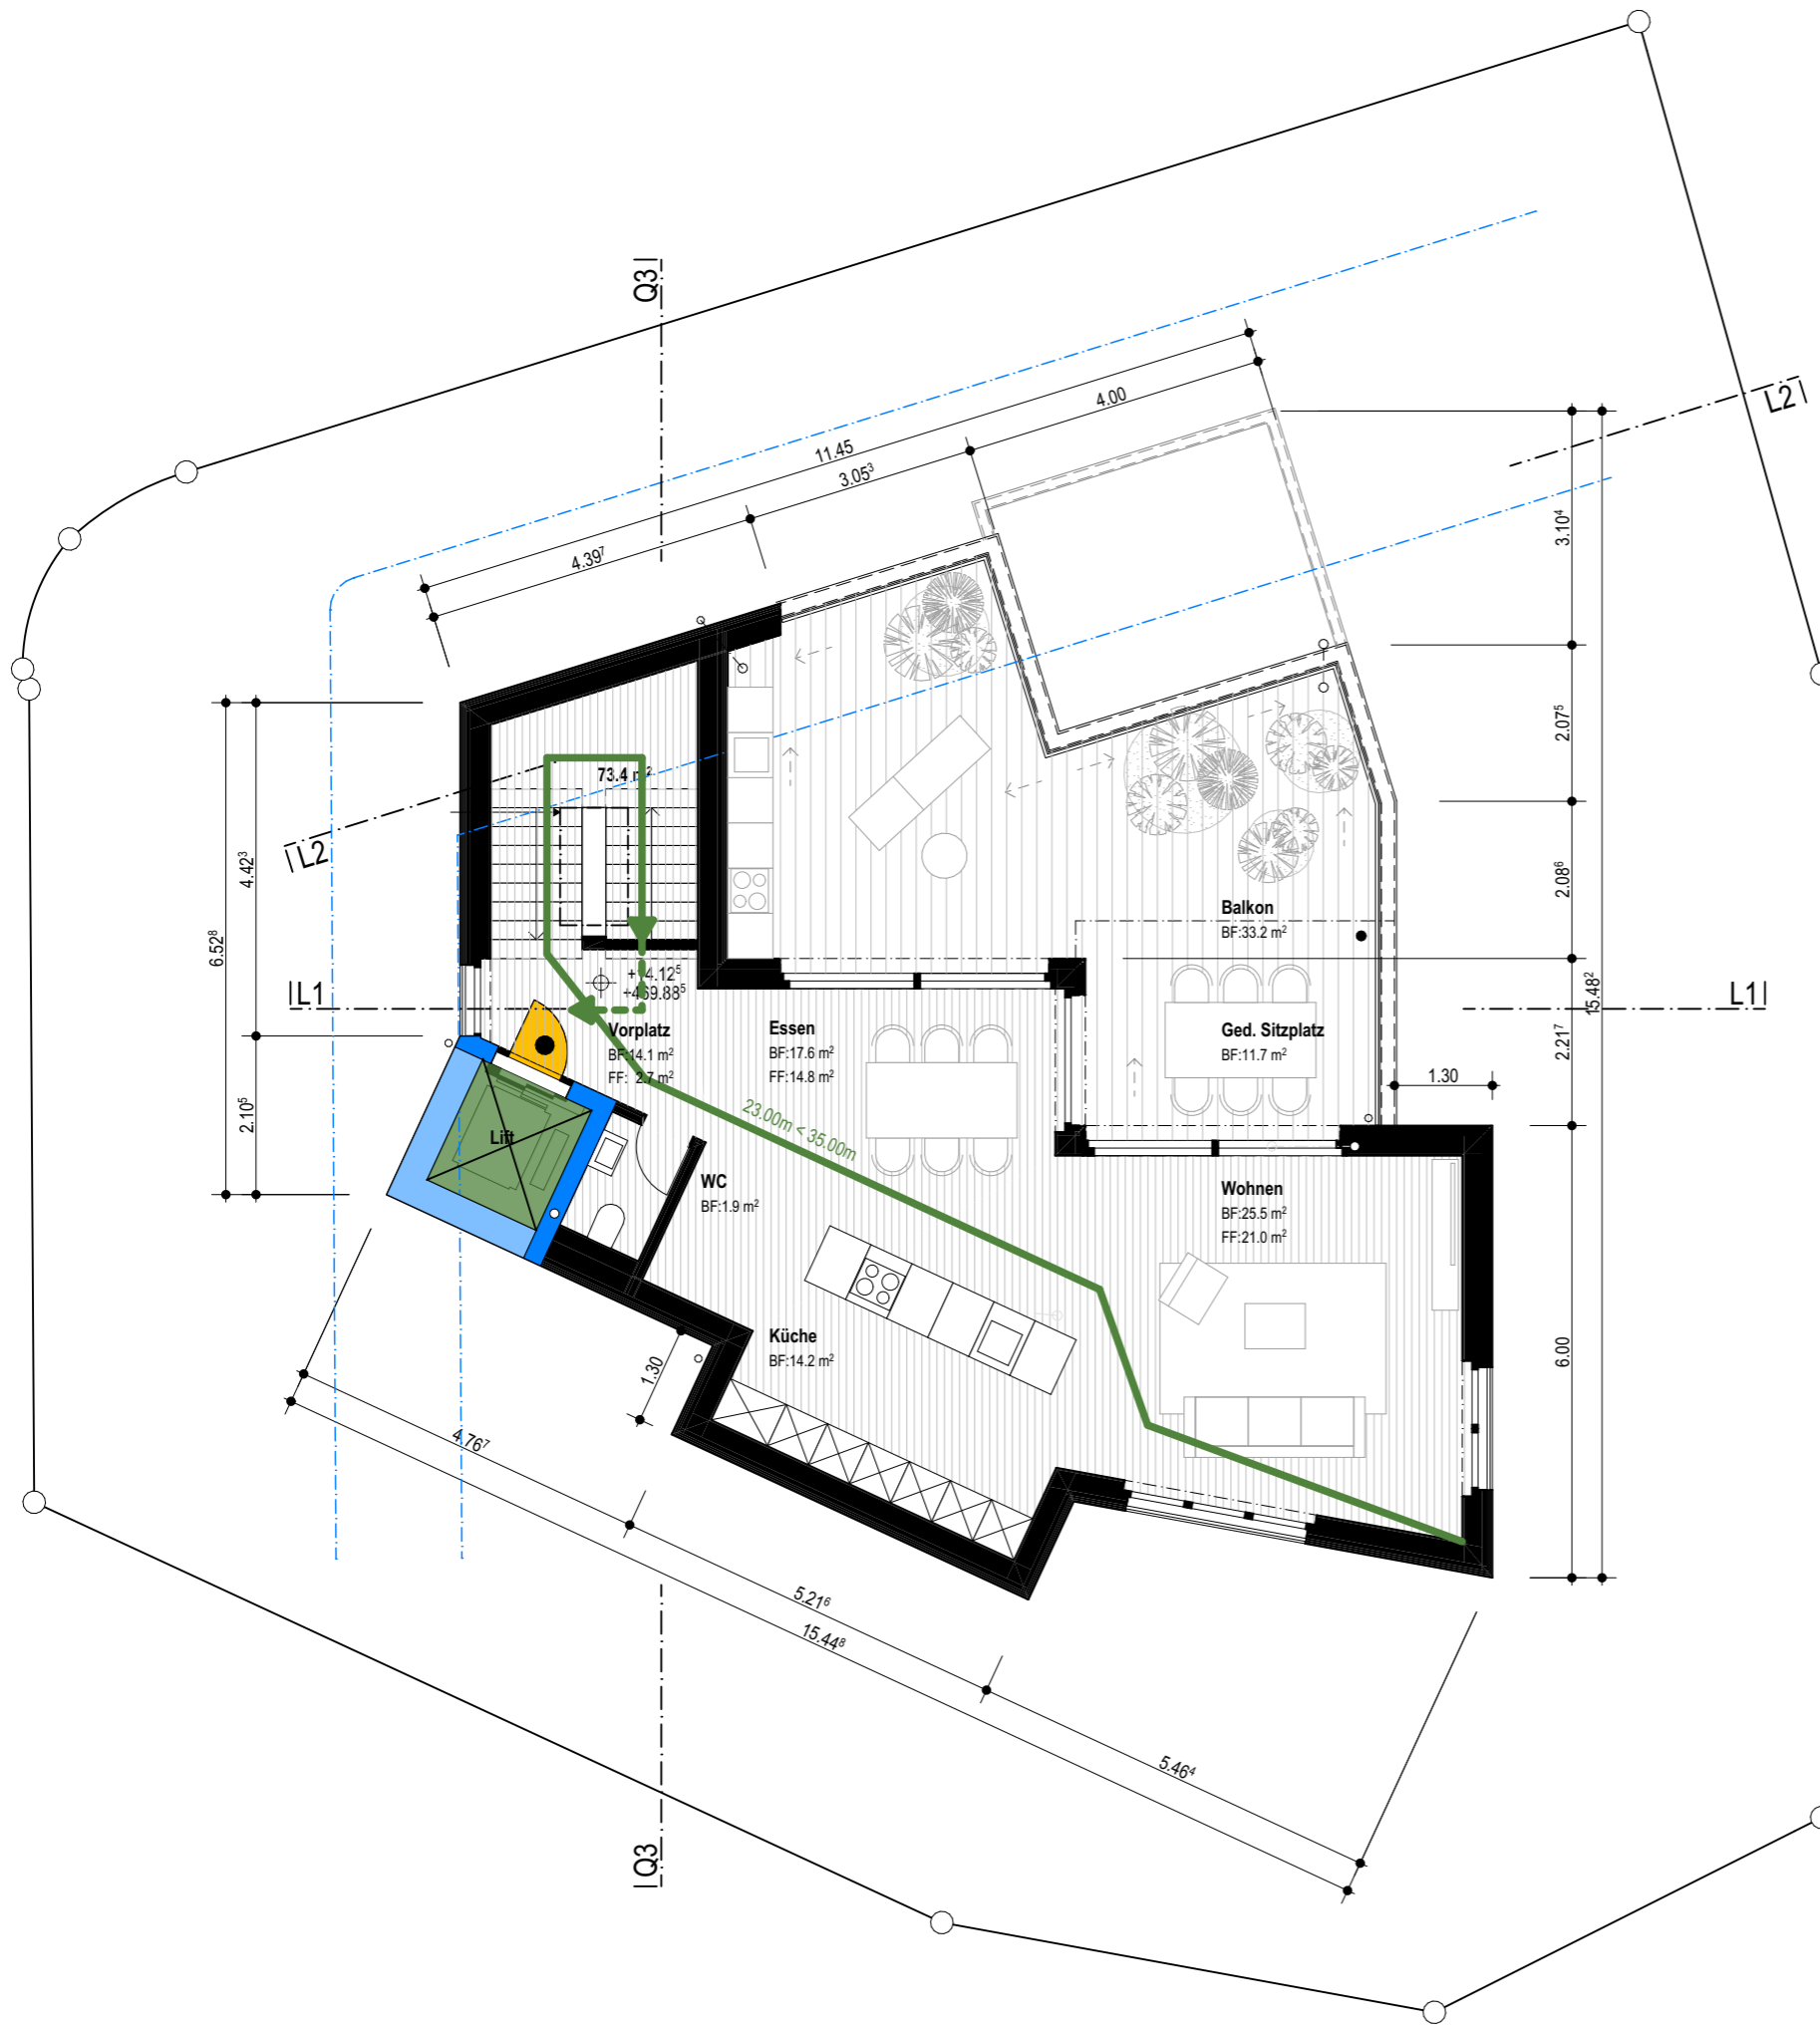 Q3
L2
4.00
11.45
3.05³
4.39⁷
3.10⁴
2.07⁵
73.4 m²
L2
4.42³
6.52⁸
2.08⁶
Balkon
BF:33.2 m²
+469.88⁵
L1
L1
15.48²
2.21⁷
Vorplatz
BF:14.1 m²
FF: 2.7 m²
Essen
BF:17.6 m²
FF:14.8 m²
Ged. Sitzplatz
BF:11.7 m²
1.30
2.10⁵
23.00m < 35.00m
Lift
WC
BF:1.9 m²
Wohnen
BF:25.5 m²
FF:21.0 m²
Küche
BF:14.2 m²
1.30
6.00
4.76⁷
5.21⁶
15.44⁸
5.46⁴
Q3